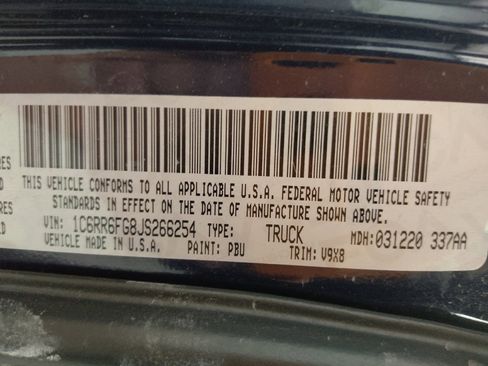 RES
THIS VEHICLE CONFORMS TO ALL APPLICABLE U.S.A. FEDERAL MOTOR VEHICLE SAFETY
STANDARDS IN EFFECT ON THE DATE OF MANUFACTURE SHOWN ABOVE.
VIN: 1C6RR6FG8JS266254 TYPE: TRUCK MDH: 031220 337AA
VEHICLE MADE IN U.S.A. PAINT: PBU TRIM: V9X8